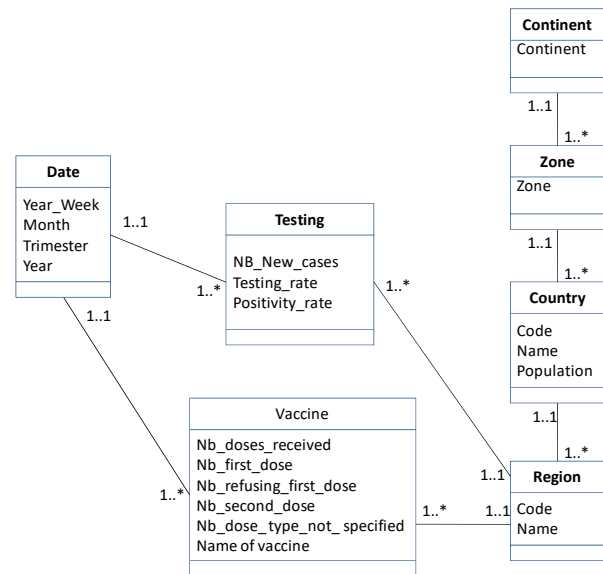 Continent
Continent
1..1
1..*
Zone
Zone
1..1
1..*
Country
Code
Name
Population
1..1
1..*
Region
Code
Name
Date
Year_Week
Month
Trimester
Year
1..1
1..*
1..1
1..*
Testing
NB_New_cases
Testing_rate
Positivity_rate
1..*
1..1
Vaccine
Nb_doses_received
Nb_first_dose
Nb_refusing_first_dose
Nb_second_dose
Nb_dose_type_not_ specified
Name of vaccine
1..*
1..1